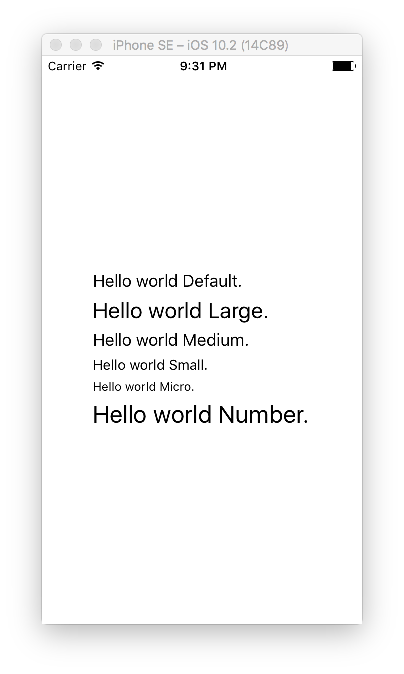 iPhone SE – iOS 10.2 (14C89)
Carrier 9:31 PM
Hello world Default.
Hello world Large.
Hello world Medium.
Hello world Small.
Hello world Micro.
Hello world Number.